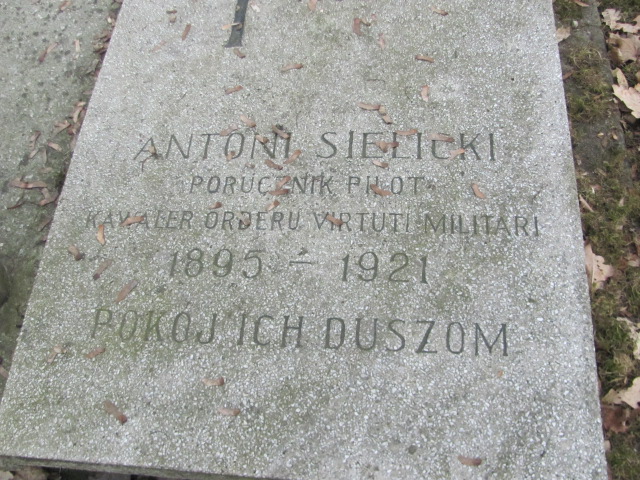 ANTONI SIELICKI
PORUCZNIK PILOT
KAWALER ORDERU VIRTUTI MILITARI
1895 – 1921
POKÓJ ICH DUSZOM